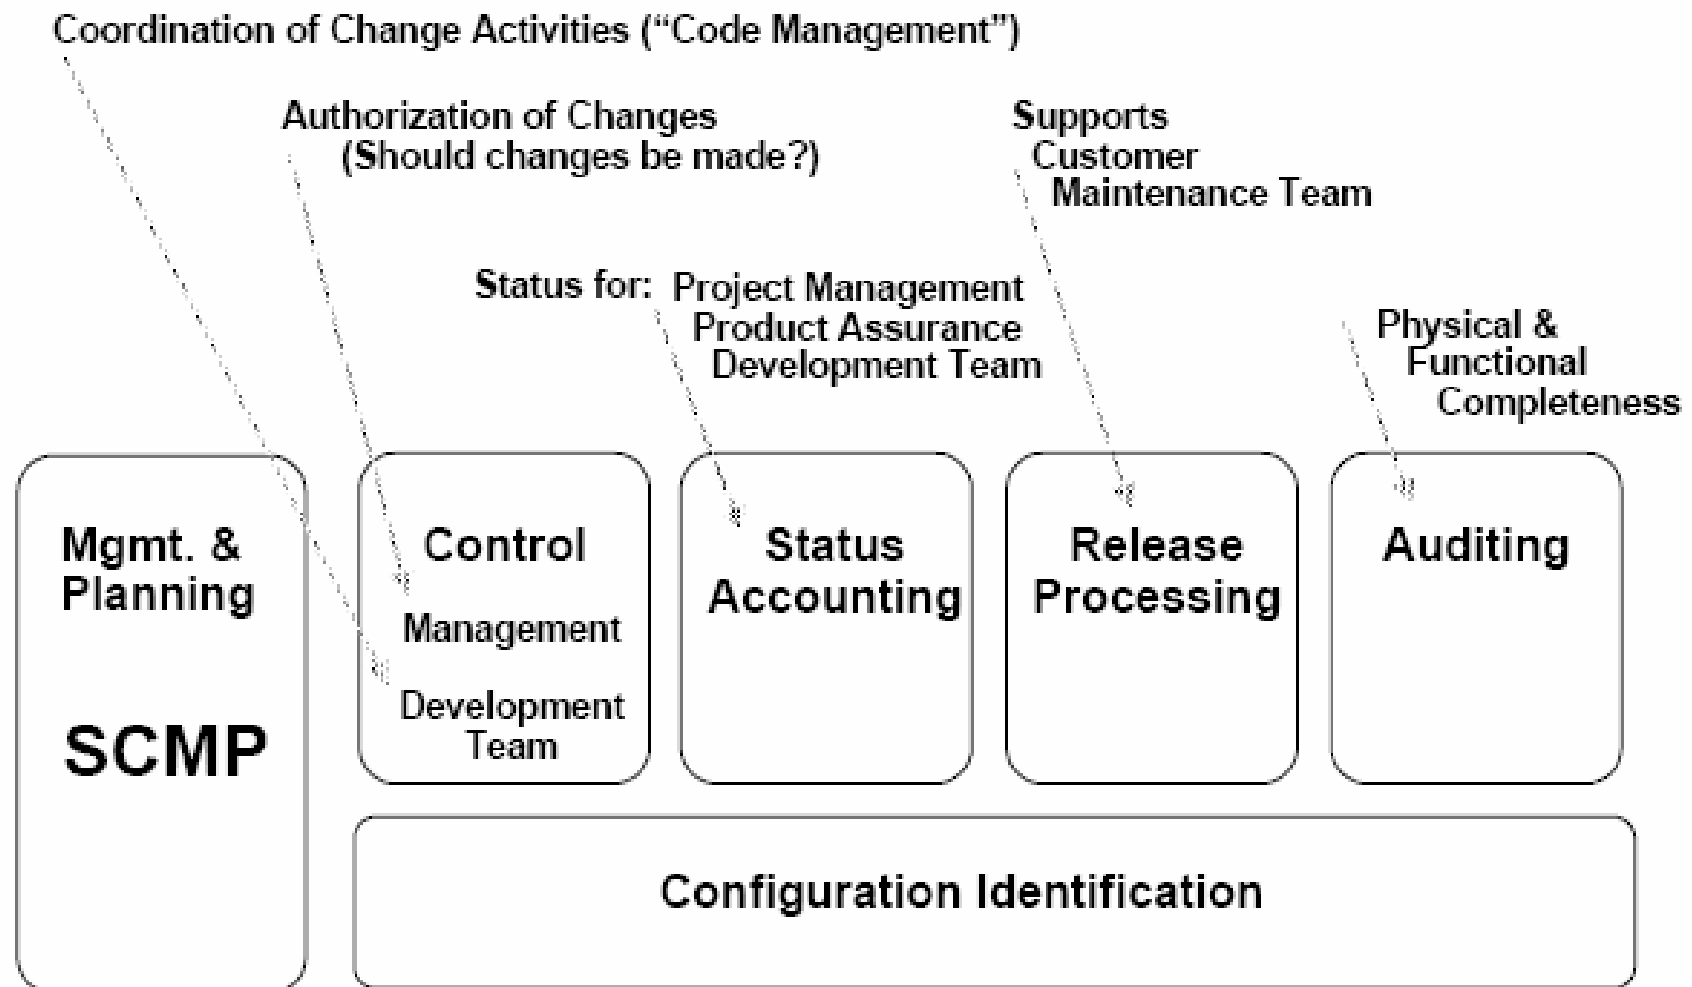 Coordination of Change Activities (“Code Management”)
Authorization of Changes
(Should changes be made?)
Supports
Customer
Maintenance Team
Status for: Project Management
Product Assurance
Development Team
Physical &
Functional
Completeness
Mgmt. &
Planning
SCMP
Control
Management
Development
Team
Status
Accounting
Release
Processing
Auditing
Configuration Identification